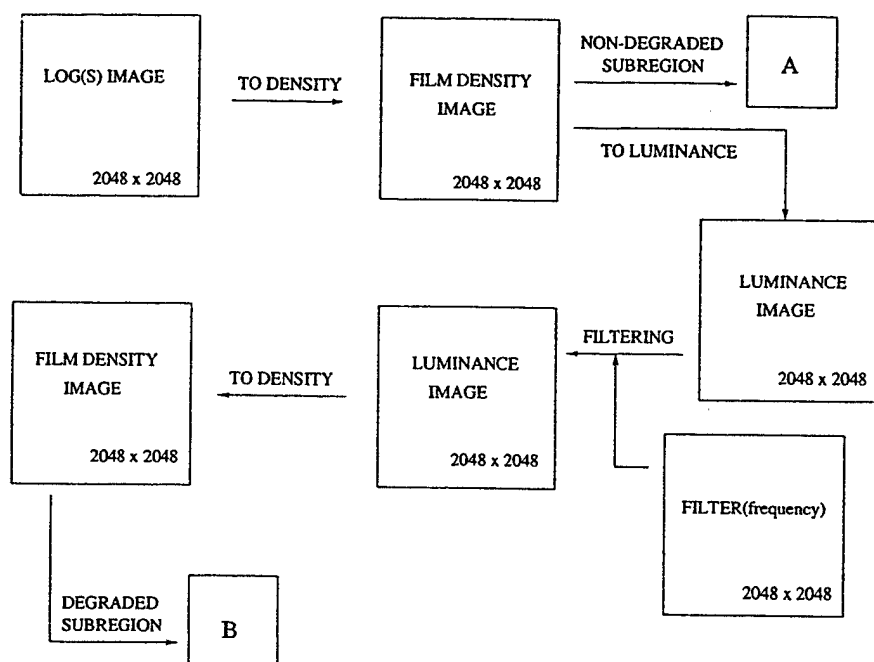 LOG(S) IMAGE
2048 x 2048
TO DENSITY
FILM DENSITY
IMAGE
2048 x 2048
NON-DEGRADED
SUBREGION
A
TO LUMINANCE
LUMINANCE
IMAGE
2048 x 2048
FILTERING
FILTER(frequency)
2048 x 2048
LUMINANCE
IMAGE
2048 x 2048
TO DENSITY
FILM DENSITY
IMAGE
2048 x 2048
DEGRADED
SUBREGION
B